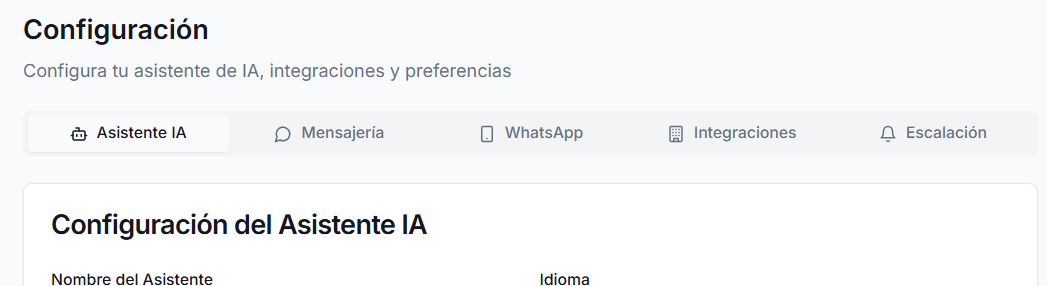 Configuración
Configura tu asistente de IA, integraciones y preferencias
Asistente IA Mensajería WhatsApp Integraciones Escalación
Configuración del Asistente IA
Nombre del Asistente Idioma